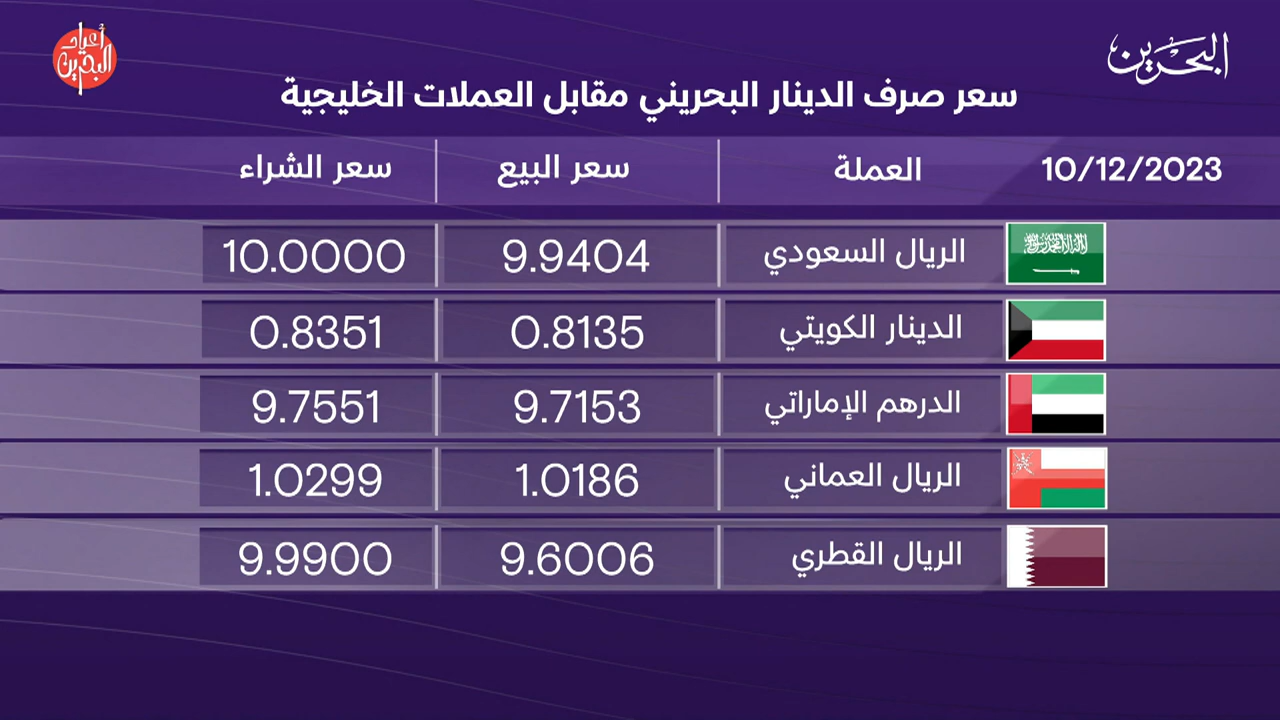 أعياد
البحرين
البحرين
سعر صرف الدينار البحريني مقابل العملات الخليجية
10/12/2023 العملة سعر البيع سعر الشراء
الريال السعودي 9.9404 10.0000
الدينار الكويتي 0.8135 0.8351
الدرهم الإماراتي 9.7153 9.7551
الريال العماني 1.0186 1.0299
الريال القطري 9.6006 9.9900